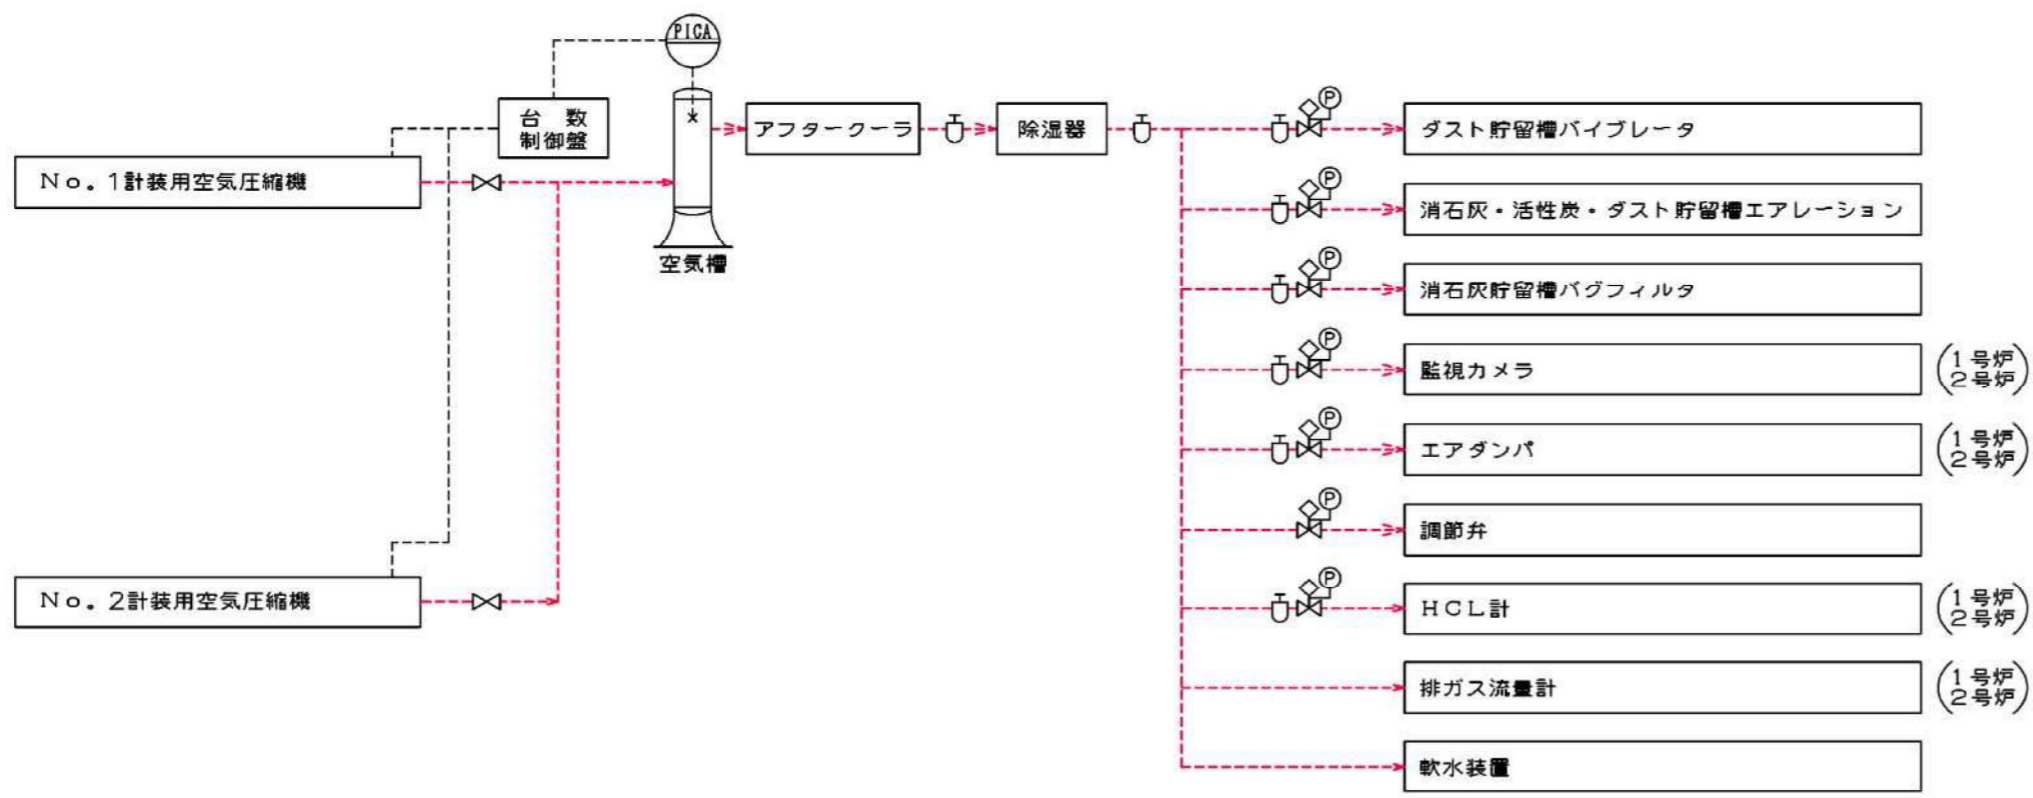 PICA
台数
制御盤
No。1計装用空気圧縮機
空気槽
アフタークーラ
除湿器
P
ダスト貯留槽バイブレータ
P
消石灰・活性炭・ダスト貯留槽エアレーション
P
消石灰貯留槽バグフィルタ
P
監視カメラ
(1号炉
2号炉)
P
エアダンパ
(1号炉
2号炉)
P
調節弁
No。2計装用空気圧縮機
P
HCL計
(1号炉
2号炉)
排ガス流量計
(1号炉
2号炉)
軟水装置